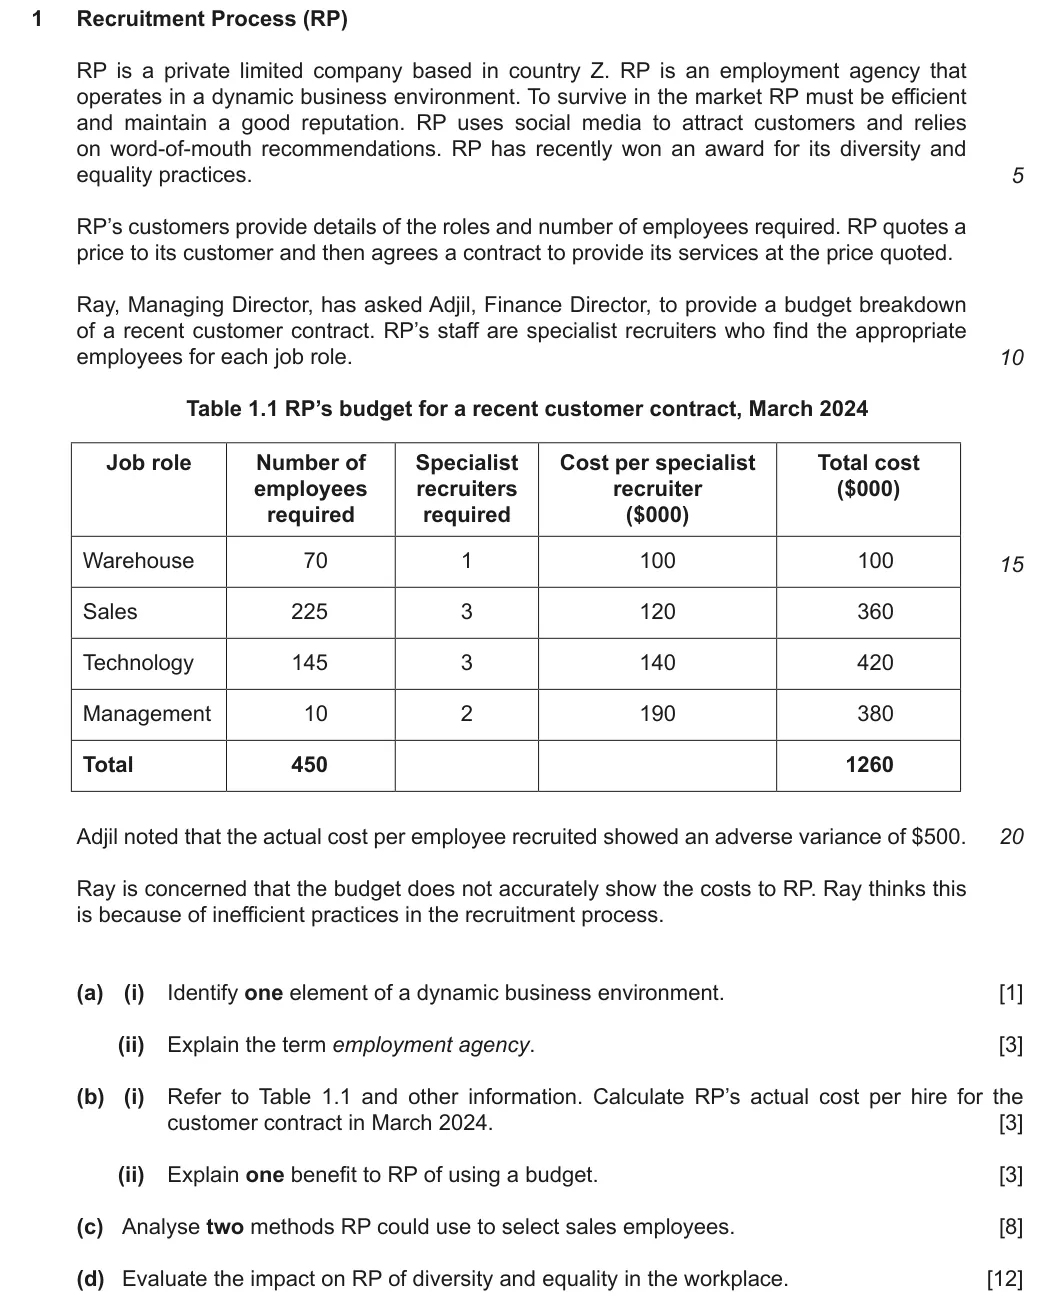 1 Recruitment Process (RP)
RP is a private limited company based in country Z. RP is an employment agency that
operates in a dynamic business environment. To survive in the market RP must be efficient
and maintain a good reputation. RP uses social media to attract customers and relies
on word-of-mouth recommendations. RP has recently won an award for its diversity and
equality practices. 5
RP’s customers provide details of the roles and number of employees required. RP quotes a
price to its customer and then agrees a contract to provide its services at the price quoted.
Ray, Managing Director, has asked Adjil, Finance Director, to provide a budget breakdown
of a recent customer contract. RP’s staff are specialist recruiters who find the appropriate
employees for each job role. 10
Table 1.1 RP’s budget for a recent customer contract, March 2024
Job role Number of Specialist Cost per specialist Total cost
employees recruiters recruiter ($000)
required required ($000)
Warehouse 70 1 100 100 15
Sales 225 3 120 360
Technology 145 3 140 420
Management 10 2 190 380
Total 450 1260
Adjil noted that the actual cost per employee recruited showed an adverse variance of $500. 20
Ray is concerned that the budget does not accurately show the costs to RP. Ray thinks this
is because of inefficient practices in the recruitment process.
(a) (i) Identify one element of a dynamic business environment. [1]
(ii) Explain the term employment agency. [3]
(b) (i) Refer to Table 1.1 and other information. Calculate RP’s actual cost per hire for the
customer contract in March 2024. [3]
(ii) Explain one benefit to RP of using a budget. [3]
(c) Analyse two methods RP could use to select sales employees. [8]
(d) Evaluate the impact on RP of diversity and equality in the workplace. [12]